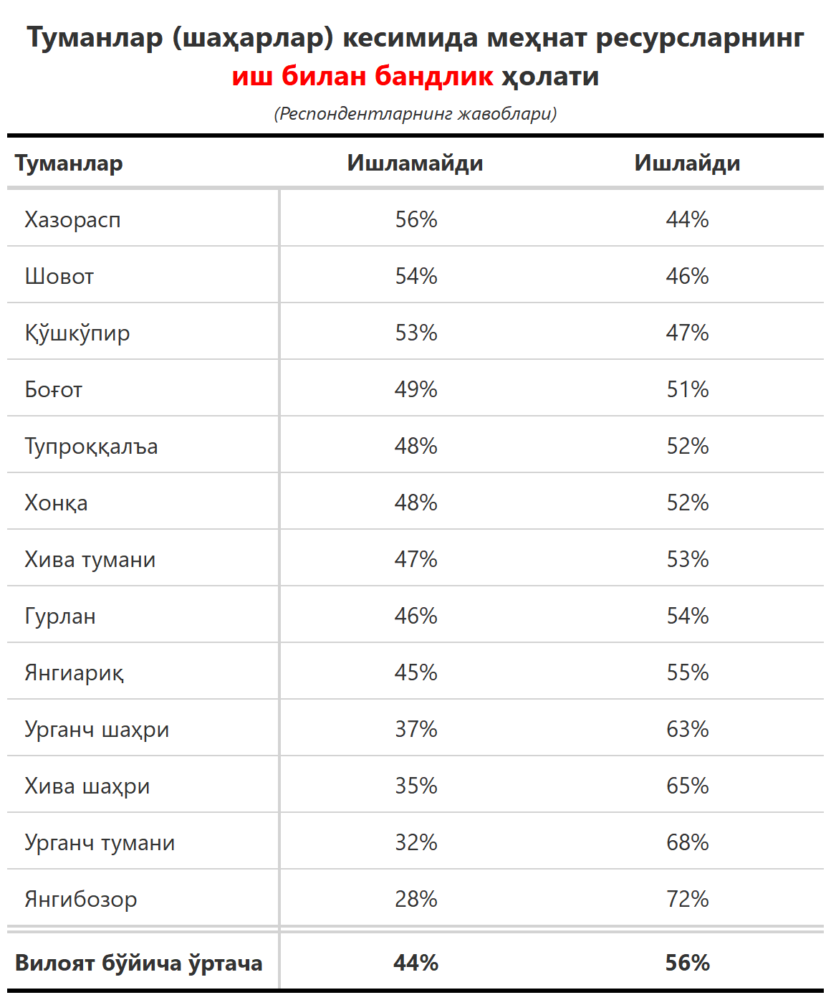 Туманлар (шаҳарлар) кесимида меҳнат ресурсларнинг
иш билан бандлик ҳолати
(Респондентларнинг жавоблари)
Туманлар Ишламайди Ишлайди
Хазорасп 56% 44%
Шовот 54% 46%
Қўшкўпир 53% 47%
Боғот 49% 51%
Тупроққалъа 48% 52%
Хонқа 48% 52%
Хива тумани 47% 53%
Гурлан 46% 54%
Янгиариқ 45% 55%
Урганч шаҳри 37% 63%
Хива шаҳри 35% 65%
Урганч тумани 32% 68%
Янгибозор 28% 72%
Вилоят бўйича ўртача 44% 56%